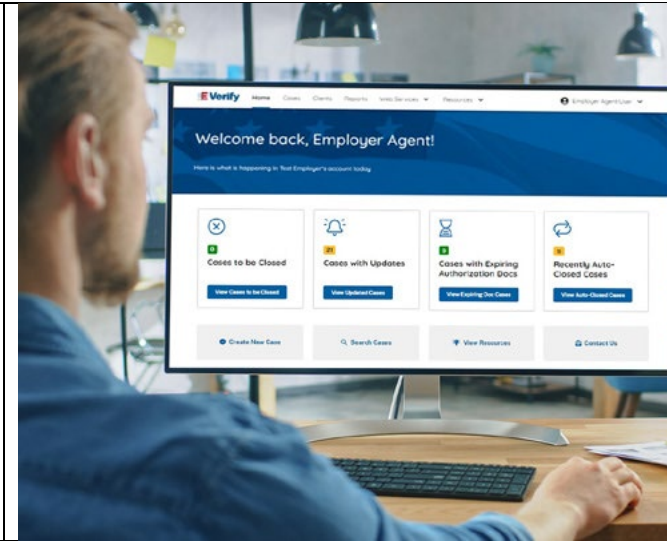 E-Verify Home Cases Clients Reports Web Services Resources Employer Agent User
Welcome back, Employer Agent!
Here is what is happening in Test Employer's account today
0 21
Cases to be Closed Cases with Updates Cases with Expiring Authorization Docs Recently Auto-Closed Cases
View Cases to be Closed View Updated Cases View Expiring Doc Cases View Auto-Closed Cases
Create New Case Search Cases View Resources Contact Us